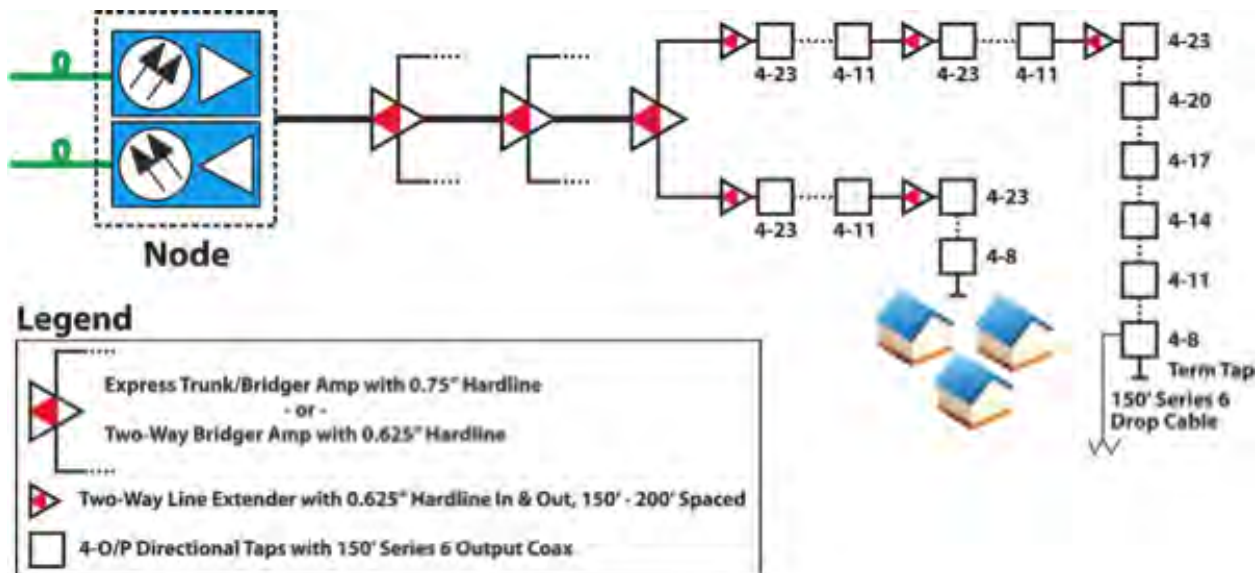 4-23
4-11
4-23
4-11
4-23
4-20
4-17
4-14
4-11
4-8
Term Tap
150' Series 6
Drop Cable
4-23
4-11
4-23
4-8
Node
Legend
Express Trunk/Bridger Amp with 0.75" Hardline
- or -
Two-Way Bridger Amp with 0.625" Hardline
Two-Way Line Extender with 0.625" Hardline In & Out, 150' - 200' Spaced
4-O/P Directional Taps with 150' Series 6 Output Coax